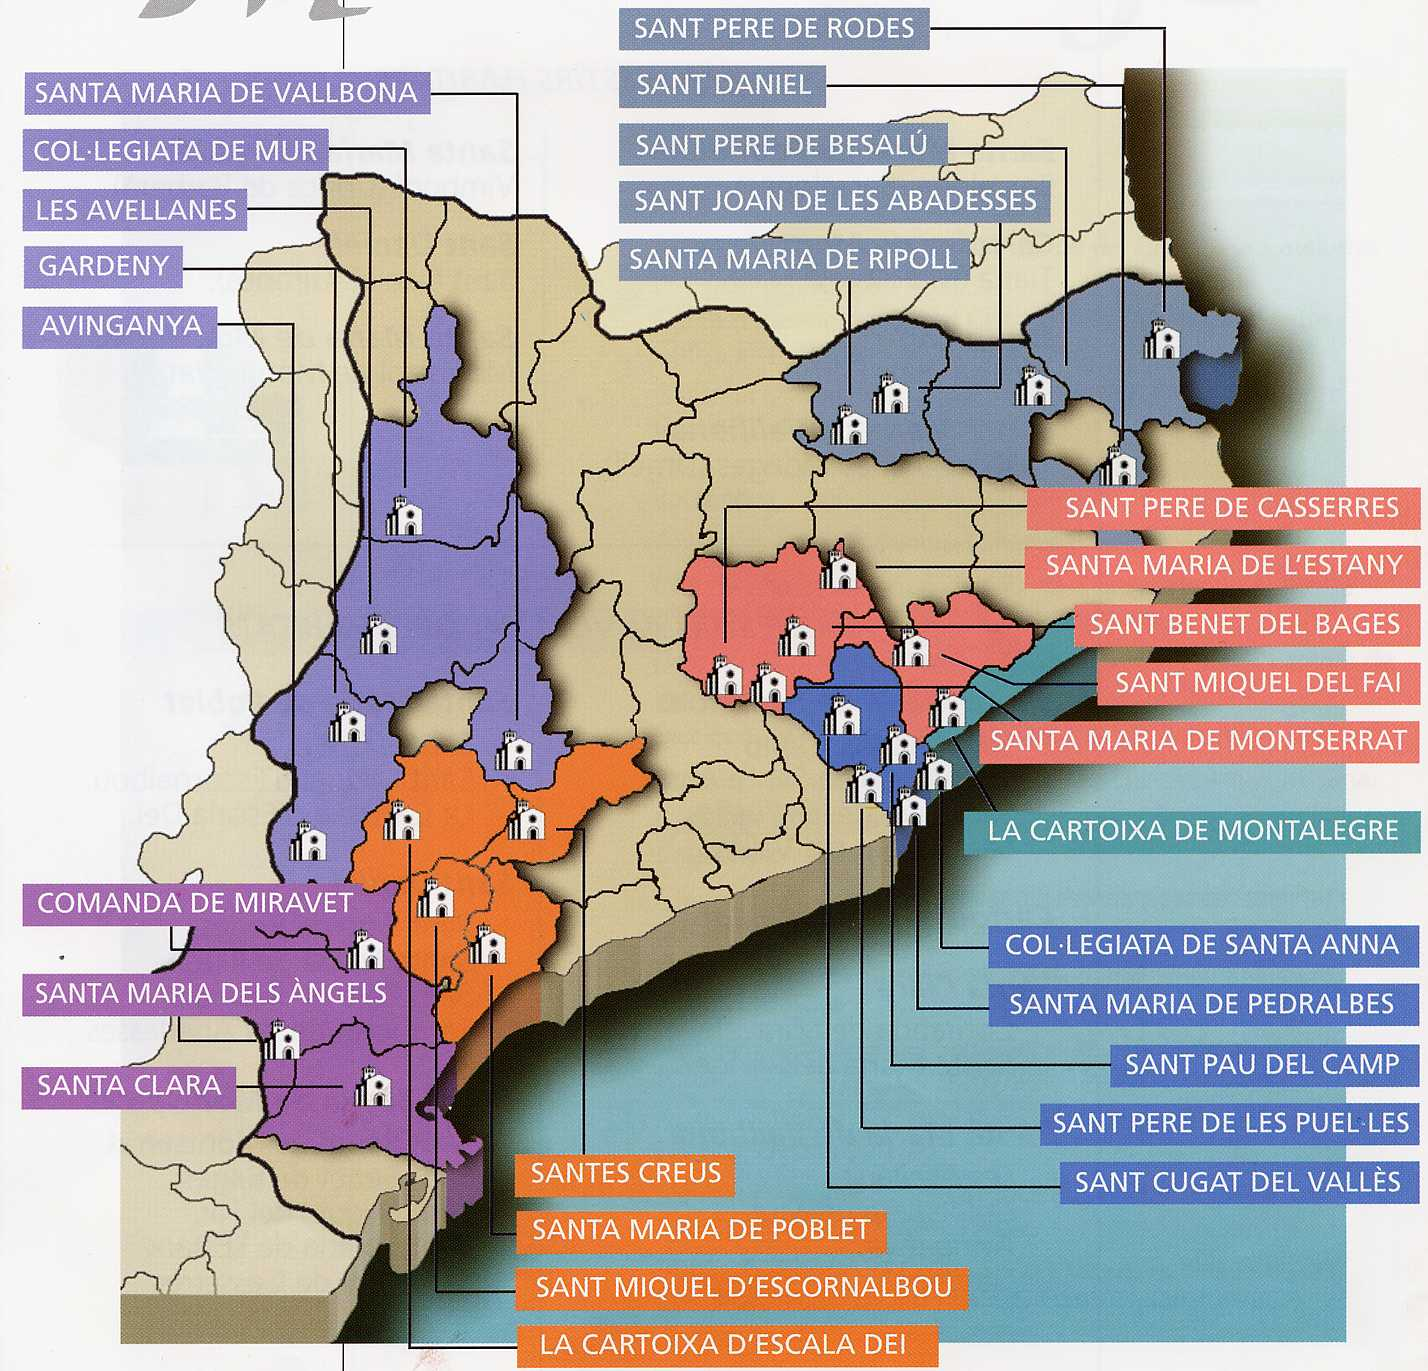 SANT PERE DE RODES
SANT DANIEL
SANT PERE DE BESALÚ
SANT JOAN DE LES ABADESSES
SANTA MARIA DE RIPOLL
SANTA MARIA DE VALLBONA
COL·LEGIATA DE MUR
LES AVELLANES
GARDENY
AVINGANYA
SANT PERE DE CASSERRES
SANTA MARIA DE L'ESTANY
SANT BENET DEL BAGES
SANT MIQUEL DEL FAI
SANTA MARIA DE MONTSERRAT
LA CARTOIXA DE MONTALEGRE
COMANDA DE MIRAVET
SANTA MARIA DELS ÀNGELS
SANTA CLARA
COL·LEGIATA DE SANTA ANNA
SANTA MARIA DE PEDRALBES
SANT PAU DEL CAMP
SANT PERE DE LES PUEL·LES
SANT CUGAT DEL VALLÈS
SANTES CREUS
SANTA MARIA DE POBLET
SANT MIQUEL D'ESCORNALBOU
LA CARTOIXA D'ESCALA DEI